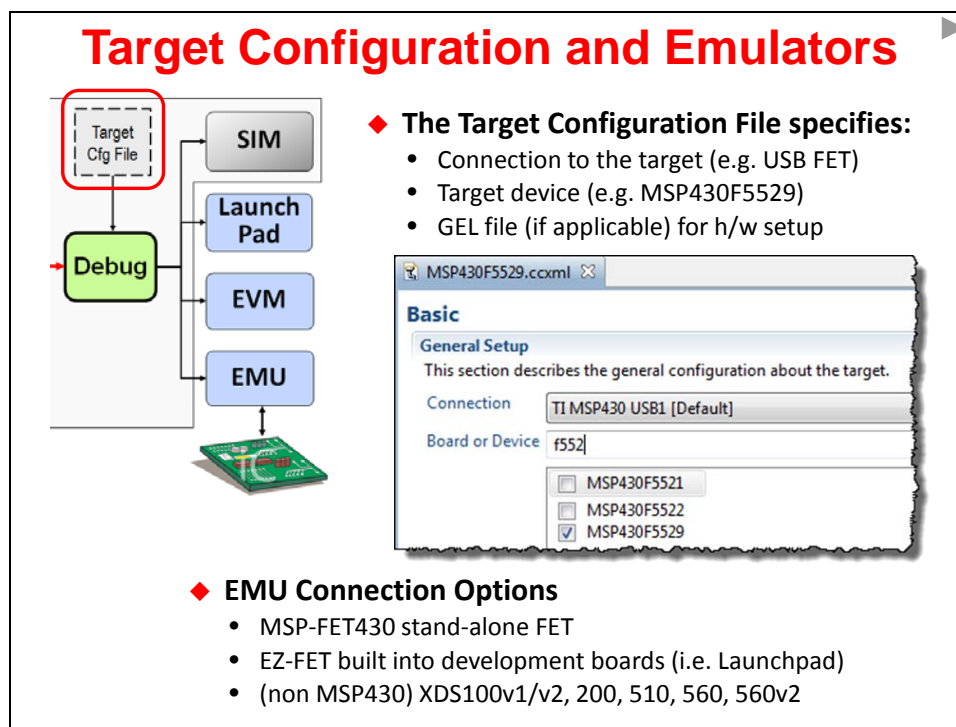 Target Configuration and Emulators
Target
Cfg File
Debug
SIM
Launch
Pad
EVM
EMU
The Target Configuration File specifies:
• Connection to the target (e.g. USB FET)
• Target device (e.g. MSP430F5529)
• GEL file (if applicable) for h/w setup
MSP430F5529.ccxml
Basic
General Setup
This section describes the general configuration about the target.
Connection
TI MSP430 USB1 [Default]
Board or Device
f552
MSP430F5521
MSP430F5522
MSP430F5529
EMU Connection Options
• MSP-FET430 stand-alone FET
• EZ-FET built into development boards (i.e. Launchpad)
• (non MSP430) XDS100v1/v2, 200, 510, 560, 560v2